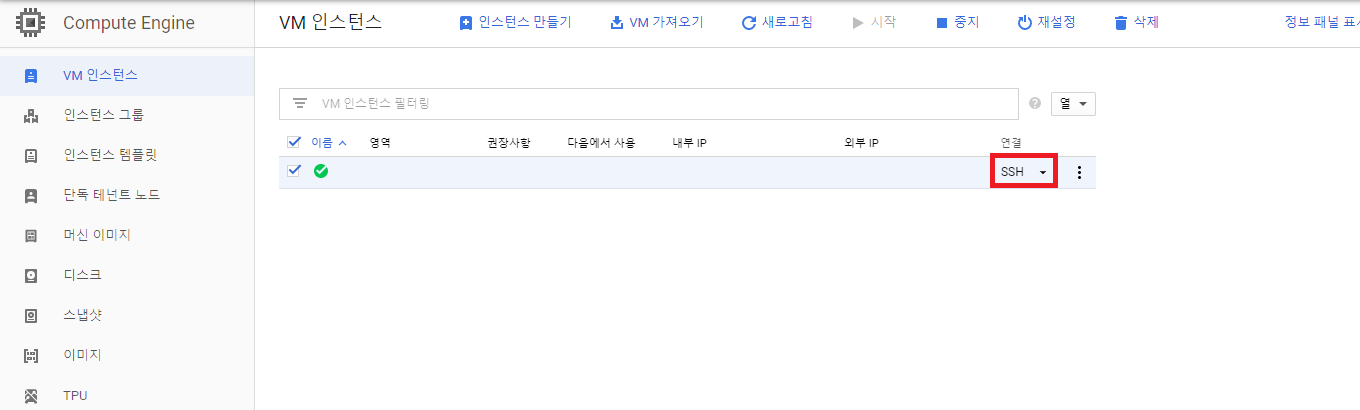 Compute Engine
VM 인스턴스 인스턴스 만들기 VM 가져오기 새로고침 시작 중지 재설정 삭제 정보 패널 표시
VM 인스턴스
인스턴스 그룹
인스턴스 템플릿
단독 테넌트 노드
머신 이미지
디스크
스냅샷
이미지
TPU
VM 인스턴스 필터링 열
이름 영역 권장사항 다음에서 사용 내부 IP 외부 IP 연결
SSH